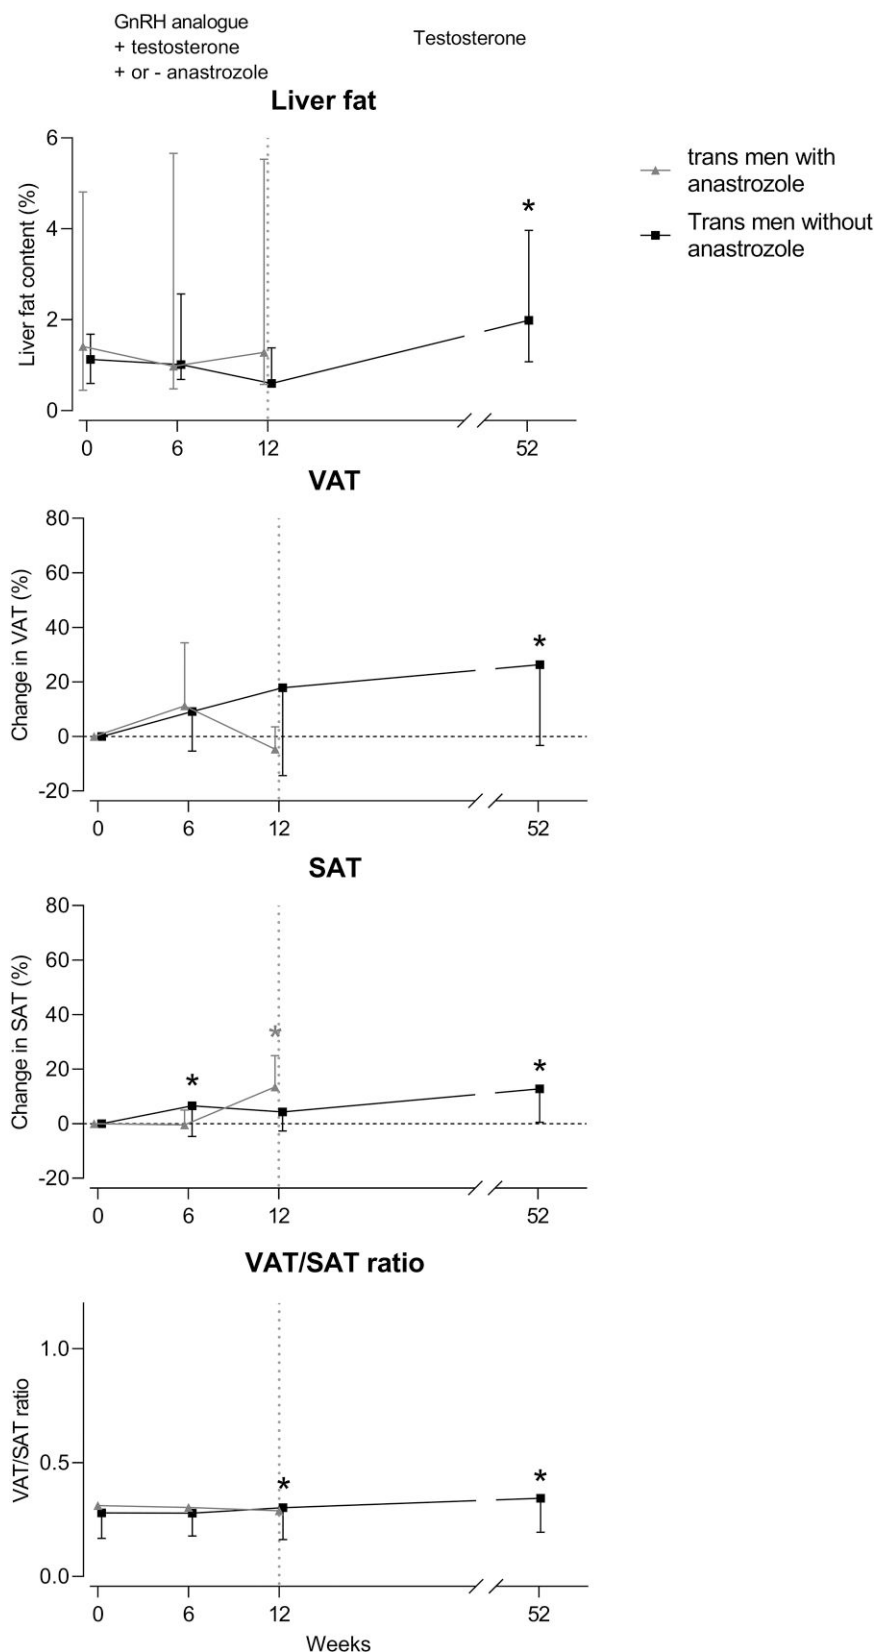 GnRH analogue
+ testosterone
+ or - anastrozole
Testosterone
Liver fat
6
4
2
0
Liver fat content (%)
*
0 6 12 52
trans men with
anastrozole
Trans men without
anastrozole
VAT
80
60
40
20
0
-20
Change in VAT (%)
*
0 6 12 52
SAT
80
60
40
20
0
-20
Change in SAT (%)
* * *
0 6 12 52
VAT/SAT ratio
1.0
0.5
0.0
VAT/SAT ratio
* *
0 6 12 52
Weeks